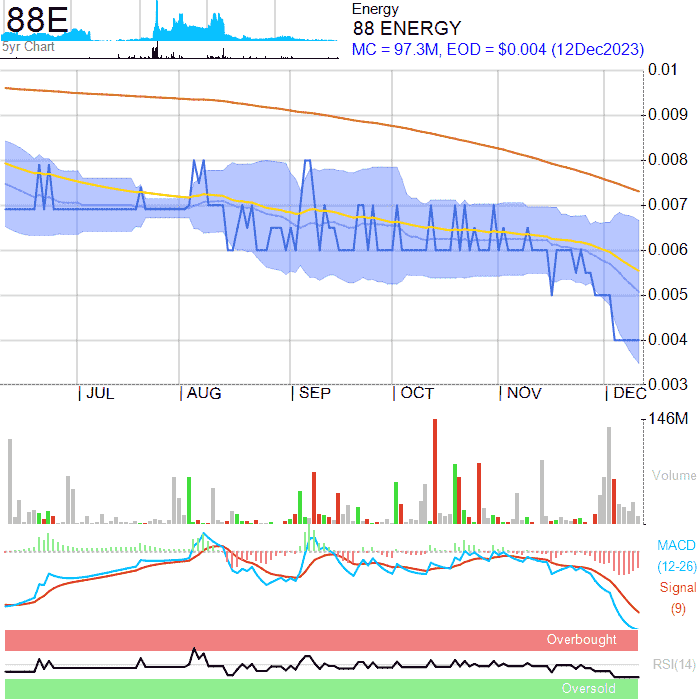 88E
5yr Chart
Energy
88 ENERGY
MC = 97.3M, EOD = $0.004 (12Dec2023)
0.01
0.009
0.008
0.007
0.006
0.005
0.004
0.003
JUL AUG SEP OCT NOV DEC
146M
Volume
MACD
(12-26)
Signal
(9)
Overbought
RSI(14)
Oversold